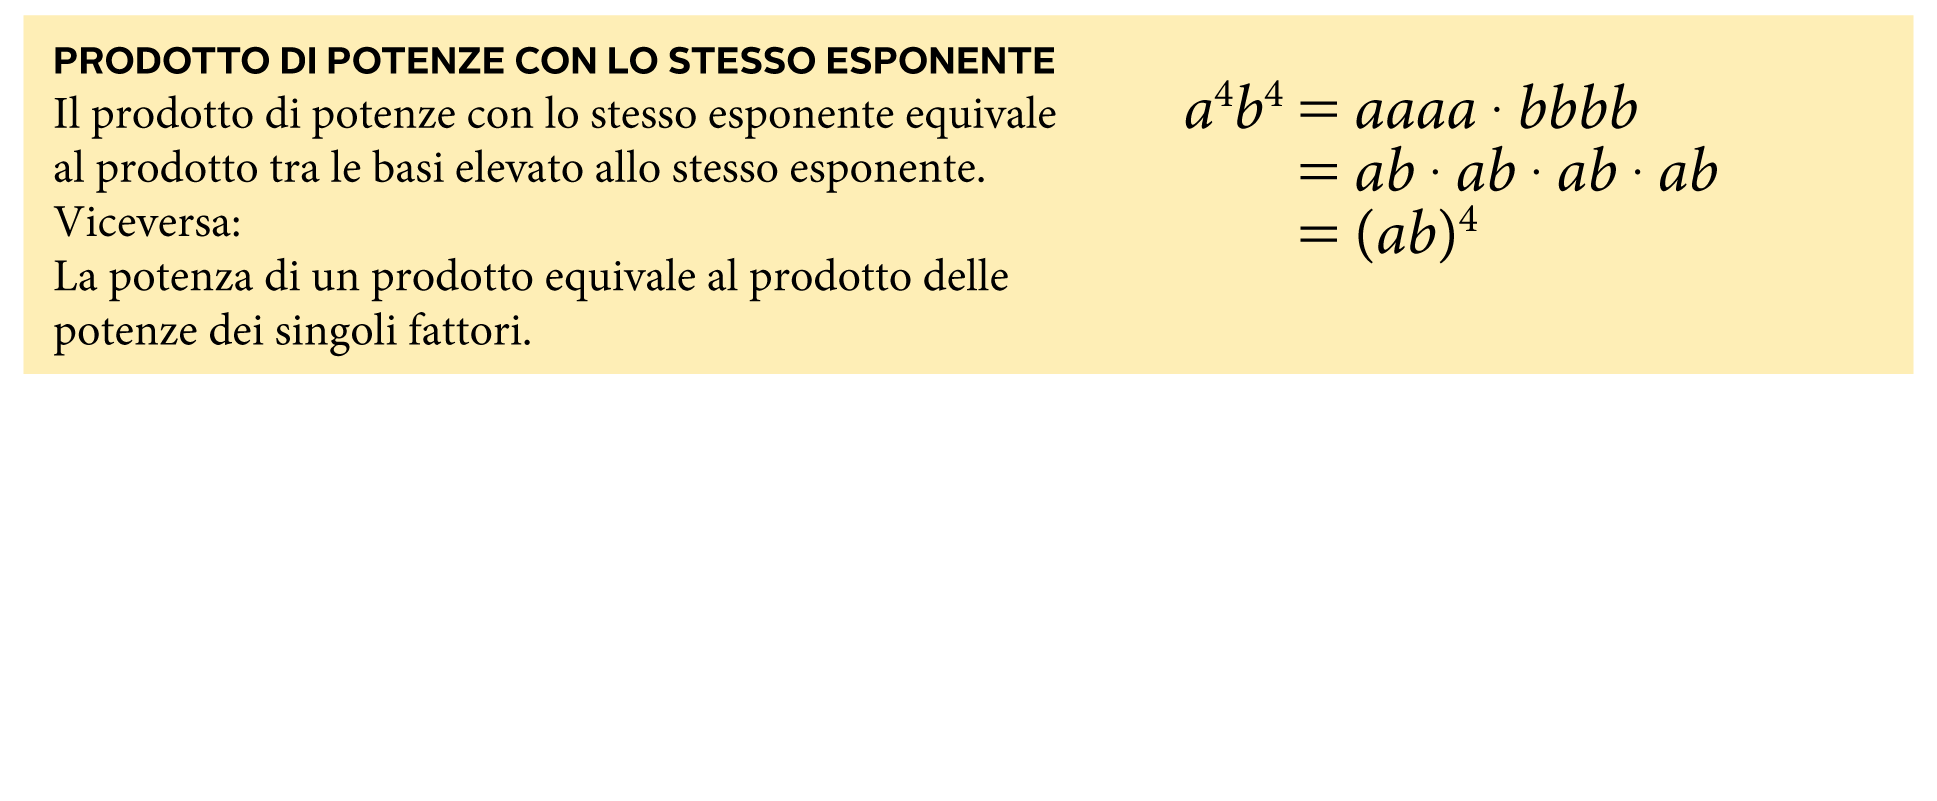 PRODOTTO DI POTENZE CON LO STESSO ESPONENTE
Il prodotto di potenze con lo stesso esponente equivale
al prodotto tra le basi elevato allo stesso esponente.
Viceversa:
La potenza di un prodotto equivale al prodotto delle
potenze dei singoli fattori.
a⁴b⁴ = aaaa · bbbb
= ab · ab · ab · ab
= (ab)⁴